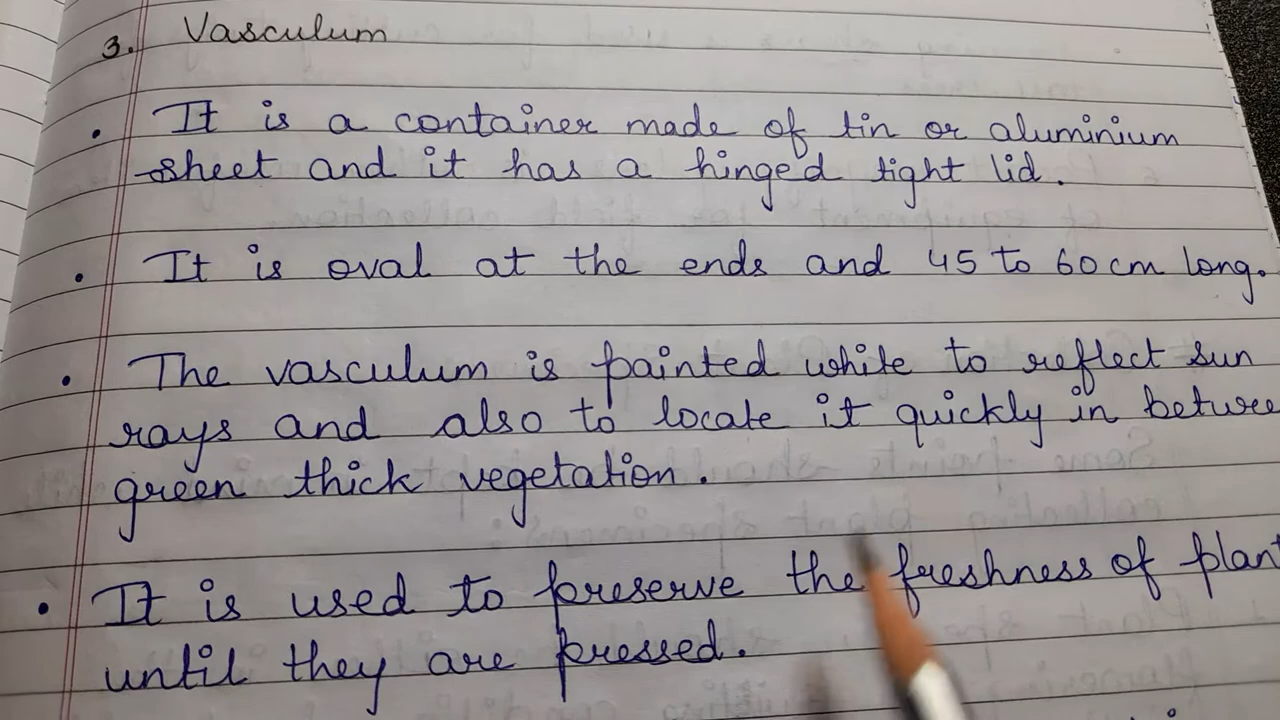 3. Vasculum
• It is a container made of tin or aluminium
sheet and it has a hinged tight lid.
• It is oval at the ends and 45 to 60 cm long.
• The vasculum is painted white to reflect sun
rays and also to locate it quickly in betwee
green thick vegetation.
• It is used to preserve the freshness of plant
until they are pressed.